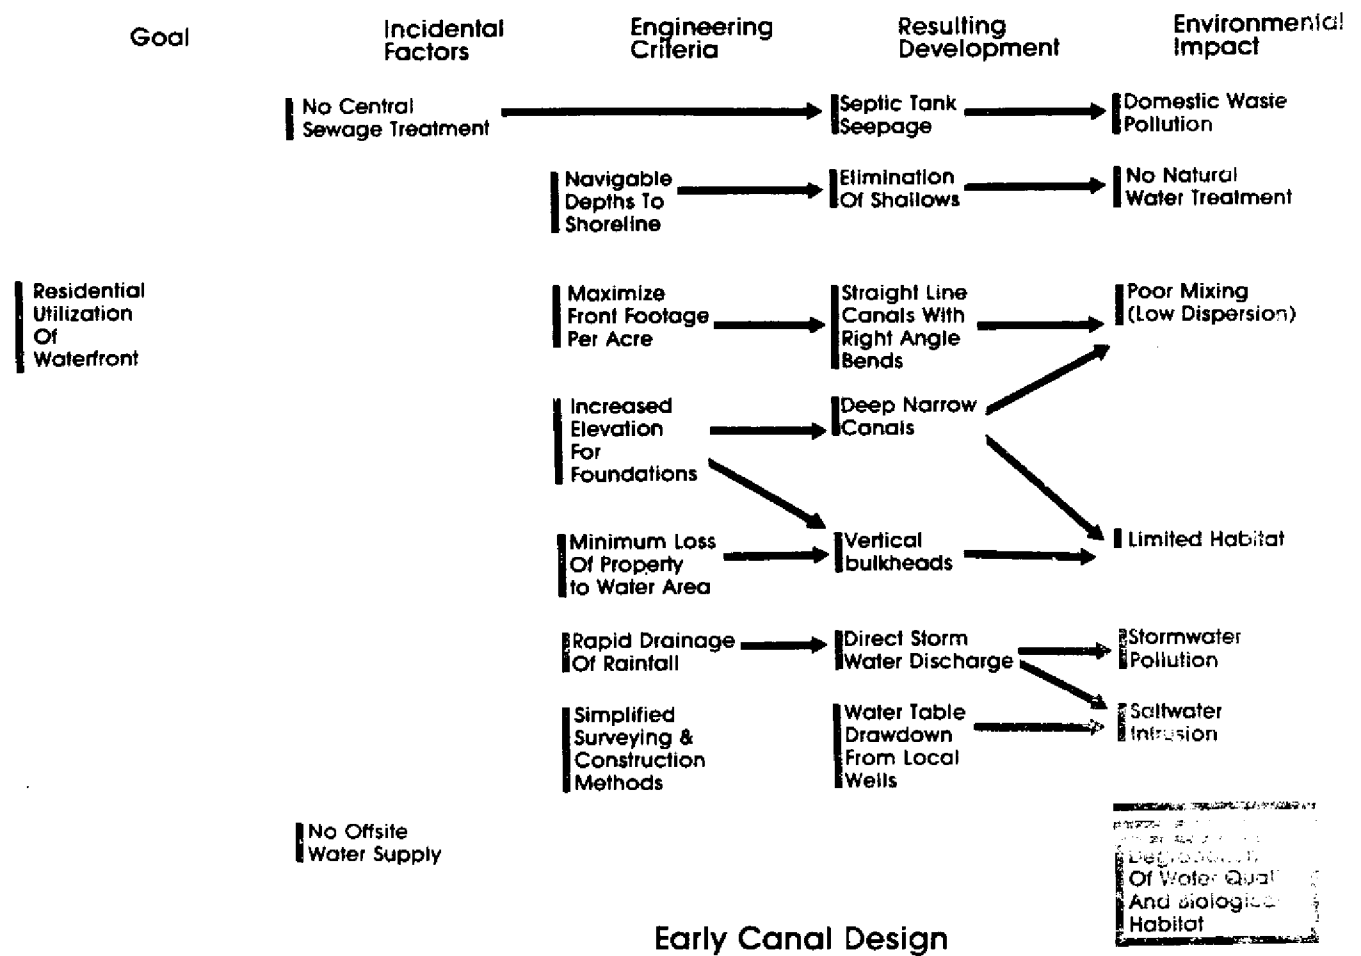 Goal
Incidental
Factors
Engineering
Criteria
Resulting
Development
Environmental
Impact
No Central
Sewage Treatment
Septic Tank
Seepage
Domestic Waste
Pollution
Navigable
Depths To
Shoreline
Elimination
Of Shallows
No Natural
Water Treatment
Residential
Utilization
Of
Waterfront
Maximize
Front Footage
Per Acre
Straight Line
Canals With
Right Angle
Bends
Poor Mixing
(Low Dispersion)
Increased
Elevation
For
Foundations
Deep Narrow
Canals
Minimum Loss
Of Property
to Water Area
Vertical
bulkheads
Limited Habitat
Rapid Drainage
Of Rainfall
Direct Storm
Water Discharge
Stormwater
Pollution
Simplified
Surveying &
Construction
Methods
Water Table
Drawdown
From Local
Wells
Saltwater
Intrusion
No Offsite
Water Supply
Of Water
And
Habitat
Early Canal Design